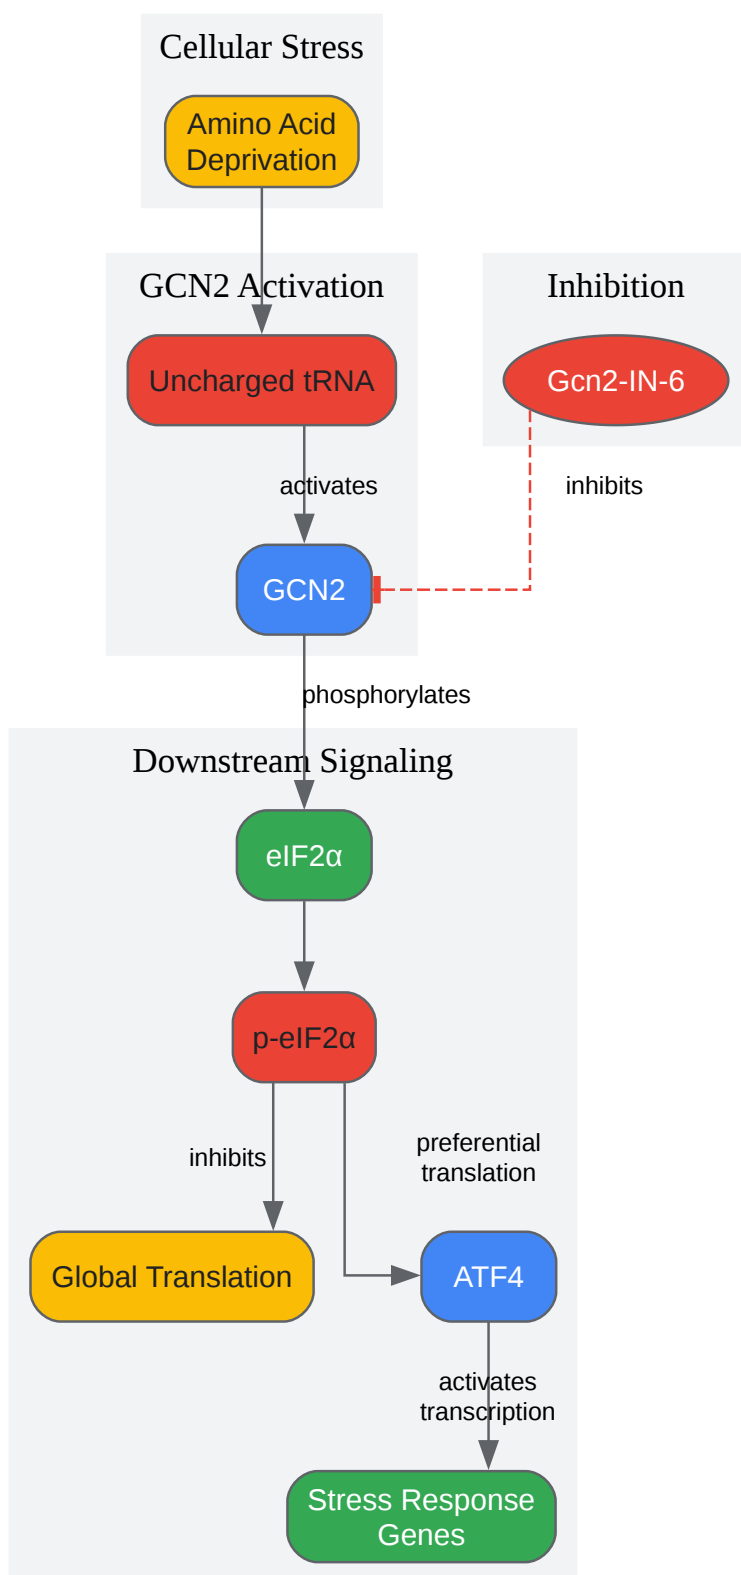 Cellular Stress
Amino Acid
Deprivation
GCN2 Activation
Inhibition
Uncharged tRNA
Gcn2-IN-6
activates
inhibits
GCN2
phosphorylates
Downstream Signaling
eIF2α
p-eIF2α
inhibits
preferential
translation
Global Translation
ATF4
activates
transcription
Stress Response
Genes